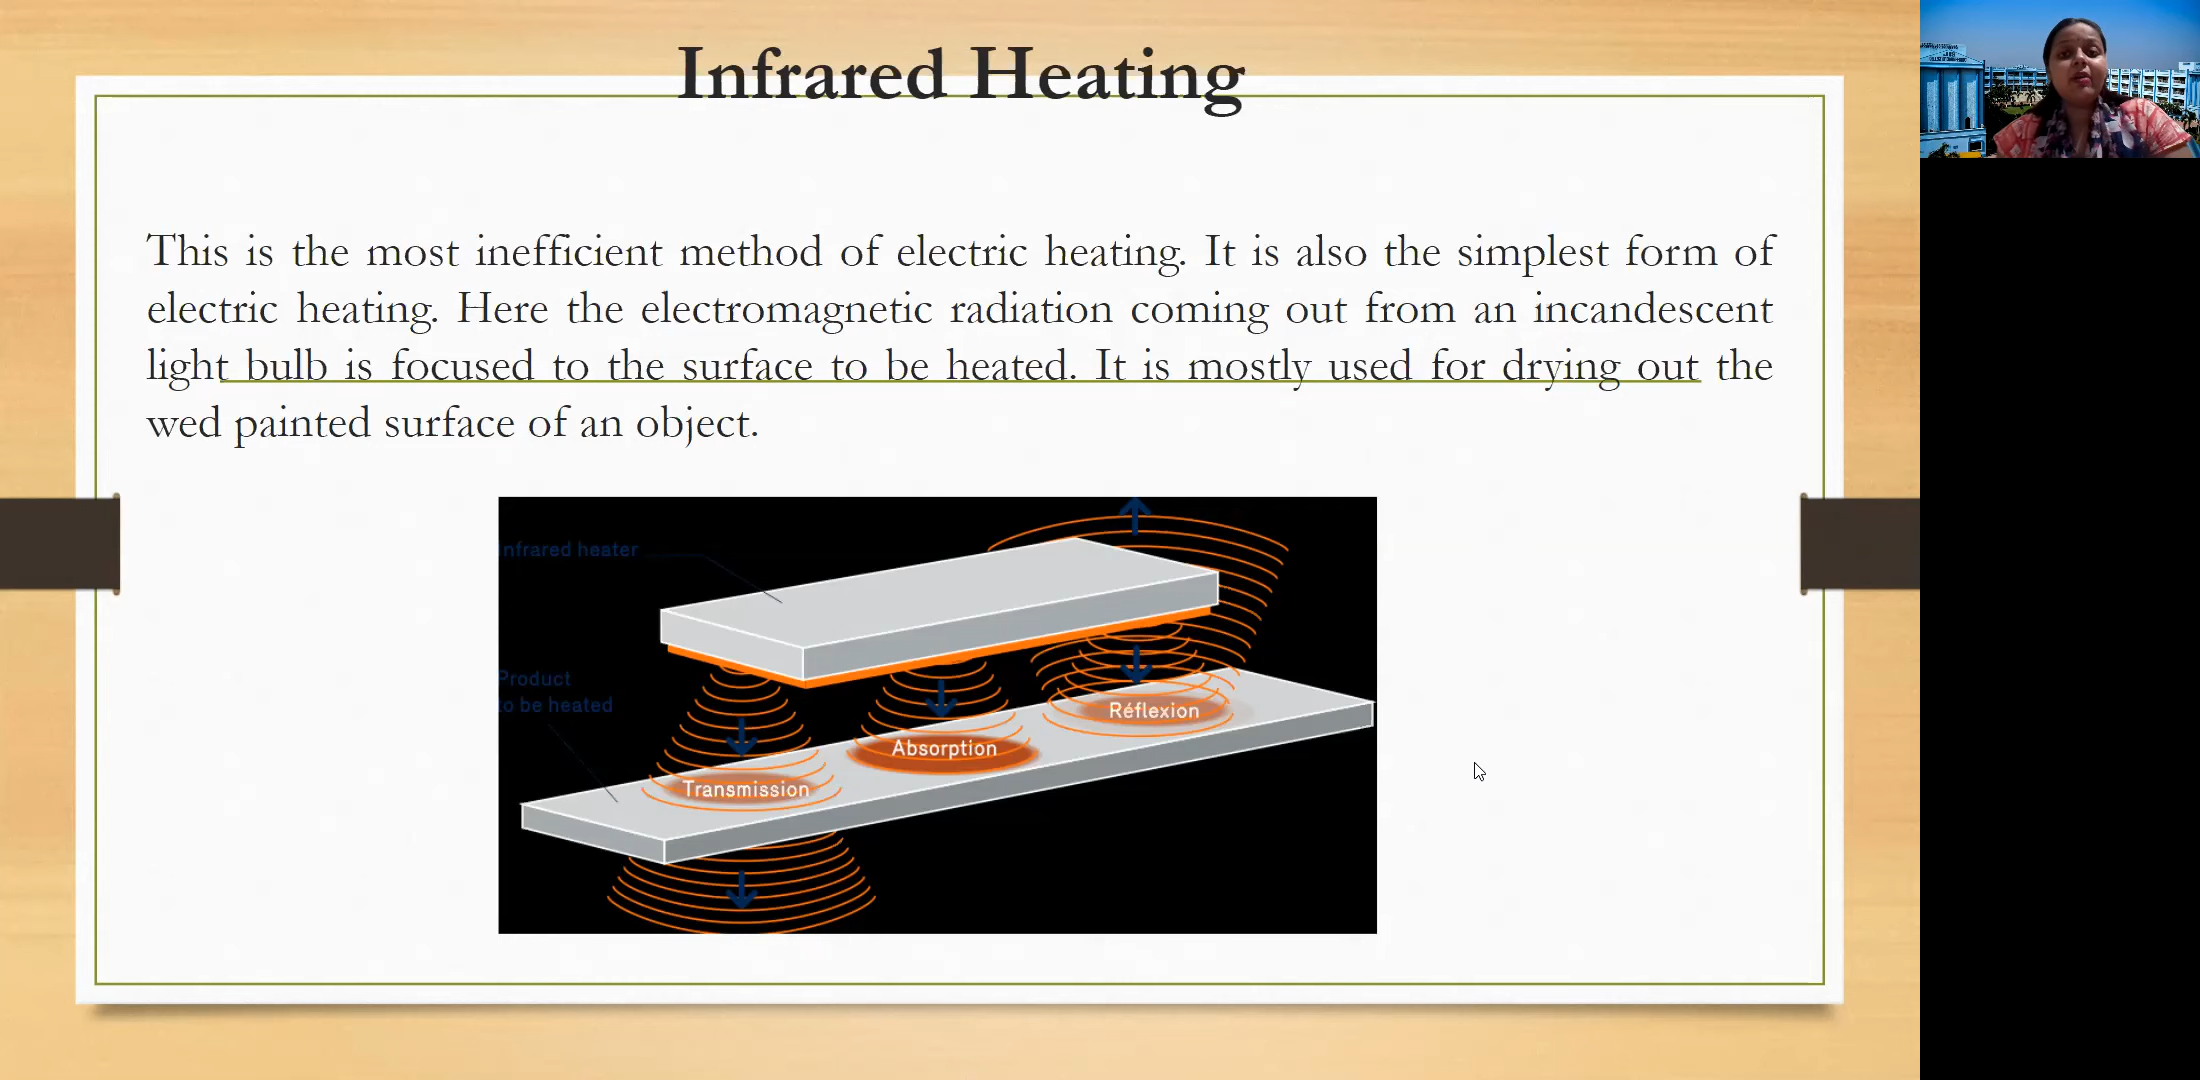 Infrared Heating
This is the most inefficient method of electric heating. It is also the simplest form of
electric heating. Here the electromagnetic radiation coming out from an incandescent
light bulb is focused to the surface to be heated. It is mostly used for drying out the
wed painted surface of an object.
Infrared heater
Product
to be heated
Réflexion
Absorption
Transmission